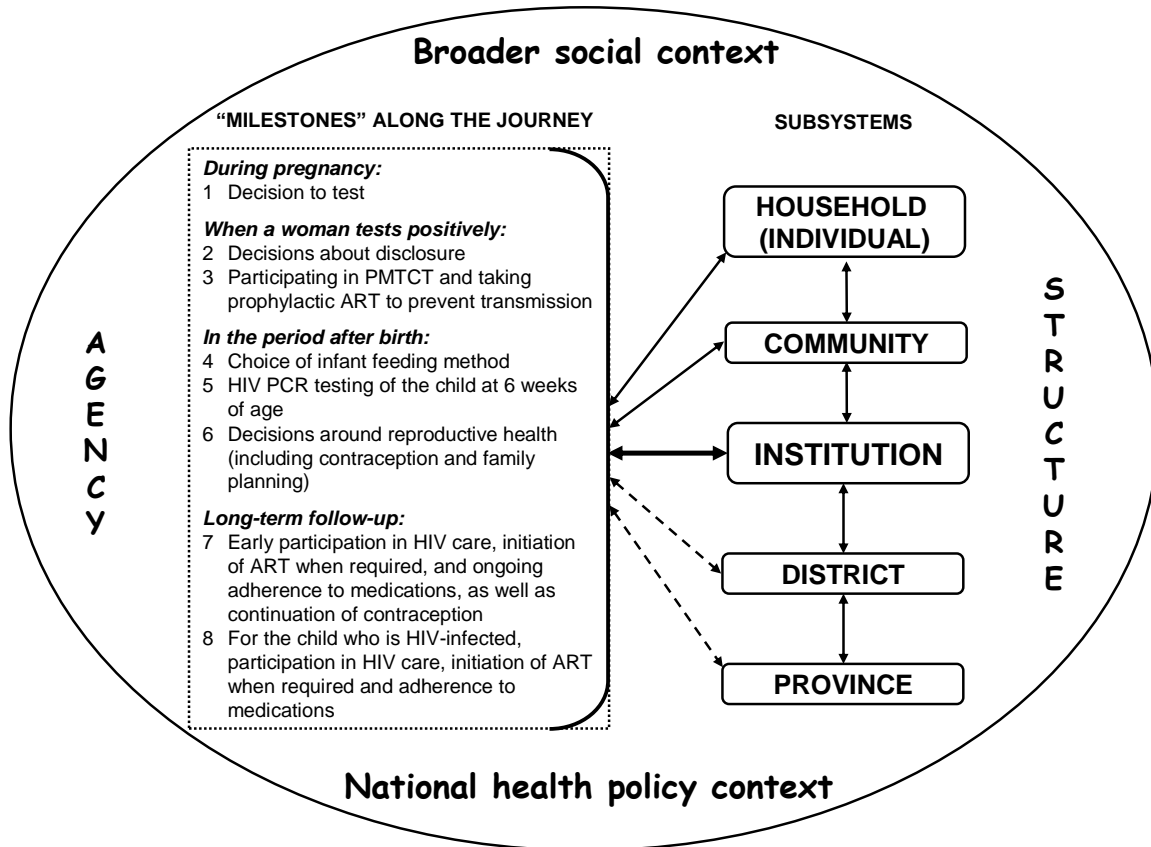 Broader social context
“MILESTONES” ALONG THE JOURNEY
During pregnancy:
1 Decision to test
When a woman tests positively:
2 Decisions about disclosure
3 Participating in PMTCT and taking
prophylactic ART to prevent transmission
In the period after birth:
4 Choice of infant feeding method
5 HIV PCR testing of the child at 6 weeks
of age
6 Decisions around reproductive health
(including contraception and family
planning)
Long-term follow-up:
7 Early participation in HIV care, initiation
of ART when required, and ongoing
adherence to medications, as well as
continuation of contraception
8 For the child who is HIV-infected,
participation in HIV care, initiation of ART
when required and adherence to
medications
SUBSYSTEMS
HOUSEHOLD
(INDIVIDUAL)
COMMUNITY
INSTITUTION
DISTRICT
PROVINCE
AGENCY
STRUCTURE
National health policy context